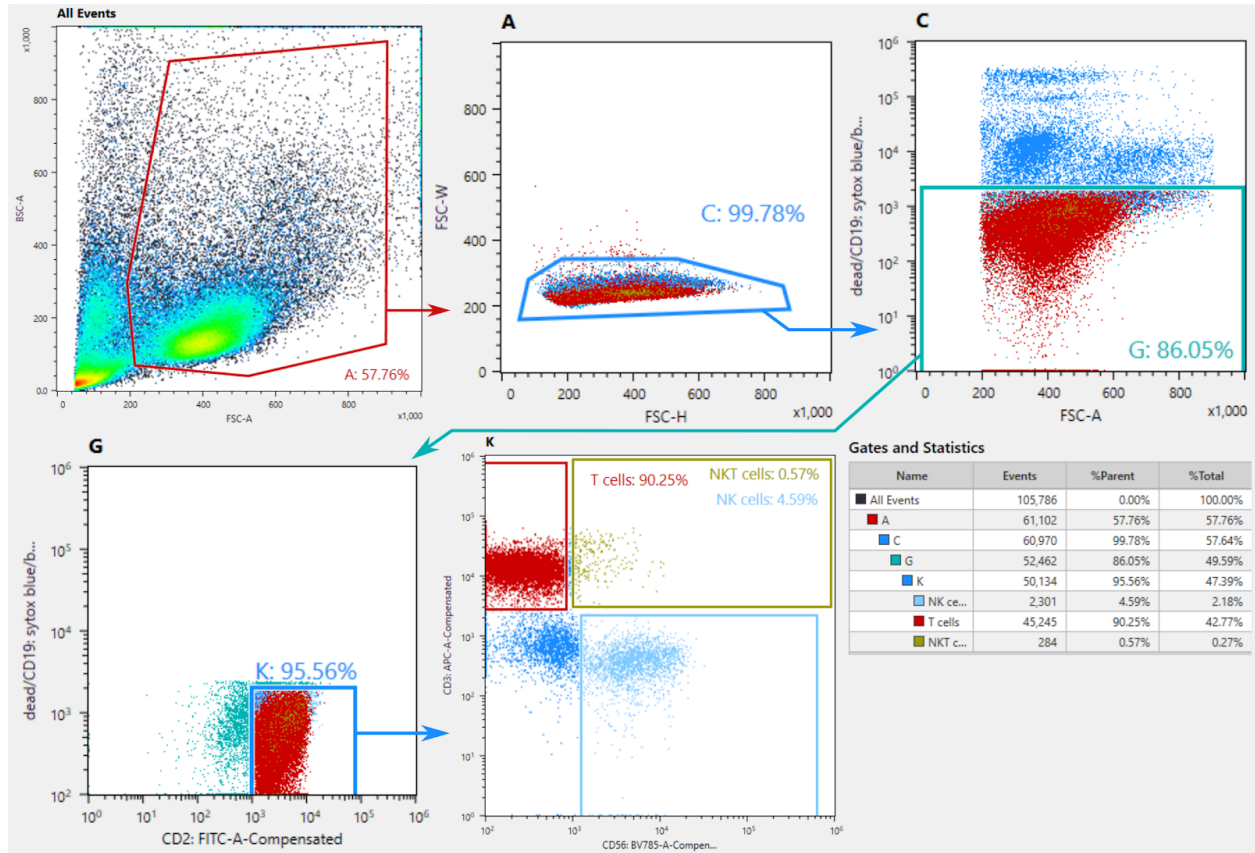 All Events
x1,000
800
600
400
200
0.0
BSC-A
0
200
400
600
800
x1,000
FSC-A
A: 57.76%
A
800
600
400
200
0
FSC-W
C: 99.78%
200
400
600
800
x1,000
FSC-H
C
10⁶
10⁵
10⁴
10³
10²
10¹
10⁰
dead/CD19: sytox blue/b...
G: 86.05%
0
200
400
600
800
x1,000
FSC-A
G
10⁶
10⁵
10⁴
10³
10²
dead/CD19: sytox blue/b...
K: 95.56%
10⁰
10¹
10²
10³
10⁴
10⁵
10⁶
CD2: FITC-A-Compensated
K
10⁶
10⁵
10⁴
10³
10²
10¹
10⁰
CD3: APC-A-Compensated
T cells: 90.25%
NKT cells: 0.57%
NK cells: 4.59%
10²
10³
10⁴
10⁵
10⁶
CD56: BV785-A-Compen...
Gates and Statistics
Name Events %Parent %Total
All Events 105,786 0.00% 100.00%
A 61,102 57.76% 57.76%
C 60,970 99.78% 57.64%
G 52,462 86.05% 49.59%
K 50,134 95.56% 47.39%
NK ce... 2,301 4.59% 2.18%
T cells 45,245 90.25% 42.77%
NKT c... 284 0.57% 0.27%